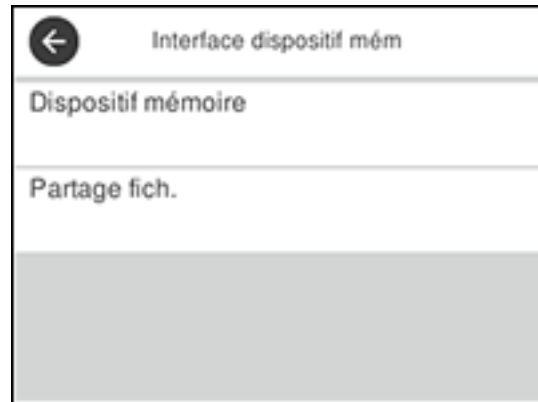 Interface dispositif mém
Dispositif mémoire
Partage fich.